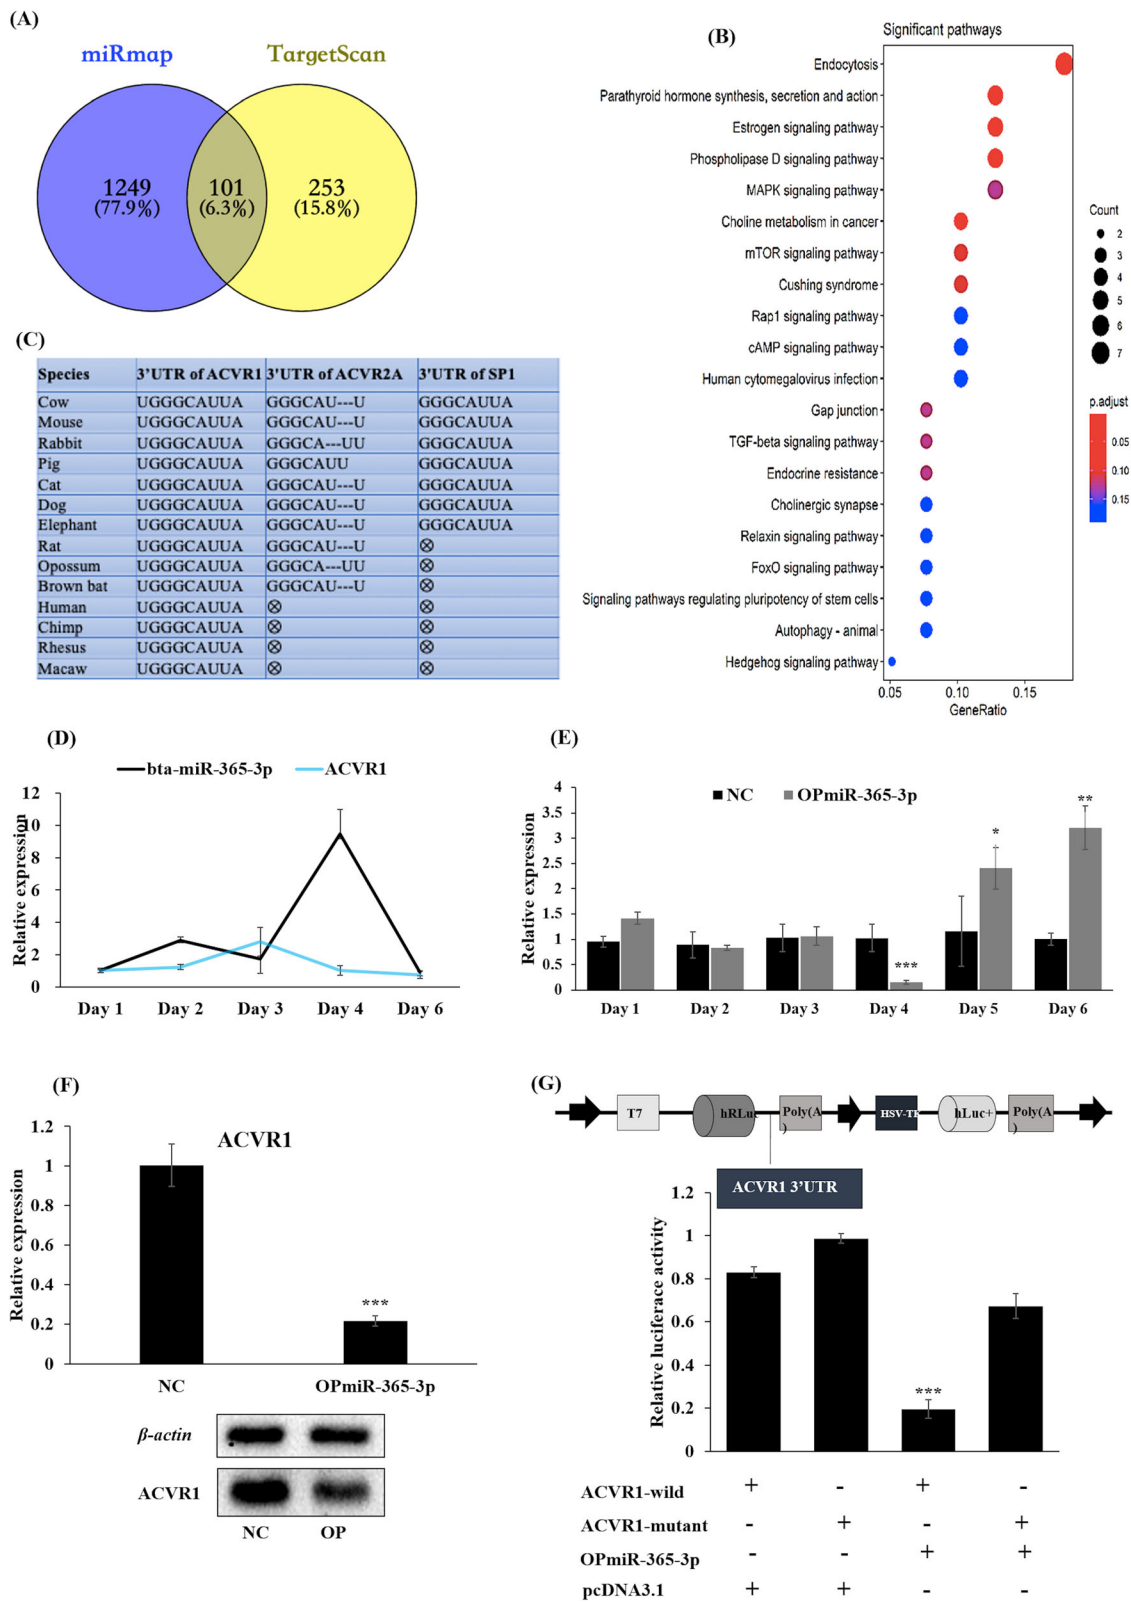 (A)
miRmap
TargetScan
1249
(77.9%)
101
(6.3%)
253
(15.8%)
(B)
Significant pathways
Endocytosis
Parathyroid hormone synthesis, secretion and action
Estrogen signaling pathway
Phospholipase D signaling pathway
MAPK signaling pathway
Choline metabolism in cancer
mTOR signaling pathway
Cushing syndrome
Rap1 signaling pathway
cAMP signaling pathway
Human cytomegalovirus infection
Gap junction
TGF-beta signaling pathway
Endocrine resistance
Cholinergic synapse
Relaxin signaling pathway
FoxO signaling pathway
Signaling pathways regulating pluripotency of stem cells
Autophagy - animal
Hedgehog signaling pathway
0.05 0.10 0.15
GeneRatio
Count
2
3
4
5
6
7
p.adjust
0.05
0.10
0.15
(C)
Species 3'UTR of ACVR1 3'UTR of ACVR2A 3'UTR of SP1
Cow UGGGCAUUA GGGCAU---U GGGCAUUA
Mouse UGGGCAUUA GGGCAU---U GGGCAUUA
Rabbit UGGGCAUUA GGGCA---UU GGGCAUUA
Pig UGGGCAUUA GGGCAUU GGGCAUUA
Cat UGGGCAUUA GGGCAU---U GGGCAUUA
Dog UGGGCAUUA GGGCAU---U GGGCAUUA
Elephant UGGGCAUUA GGGCAU---U GGGCAUUA
Rat UGGGCAUUA GGGCAU---U ⊗
Opossum UGGGCAUUA GGGCA---UU ⊗
Brown bat UGGGCAUUA GGGCAU---U ⊗
Human UGGGCAUUA ⊗ ⊗
Chimp UGGGCAUUA ⊗ ⊗
Rhesus UGGGCAUUA ⊗ ⊗
Macaw UGGGCAUUA ⊗ ⊗
(D)
bta-miR-365-3p ACVR1
Relative expression
12
10
8
6
4
2
0
Day 1 Day 2 Day 3 Day 4 Day 6
(E)
NC OPmiR-365-3p
Relative expression
4
3.5
3
2.5
2
1.5
1
0.5
0
***
*
**
Day 1 Day 2 Day 3 Day 4 Day 5 Day 6
(F)
ACVR1
Relative expression
1.2
1
0.8
0.6
0.4
0.2
0
***
NC OPmiR-365-3p
β-actin
ACVR1
NC OP
(G)
T7 hRLuc Poly(A) HSV-TK hLuc+ Poly(A)
ACVR1 3'UTR
Relative luciferace activity
1.2
1
0.8
0.6
0.4
0.2
0
***
ACVR1-wild + - + -
ACVR1-mutant - + - +
OPmiR-365-3p - - + +
pcDNA3.1 + + - -